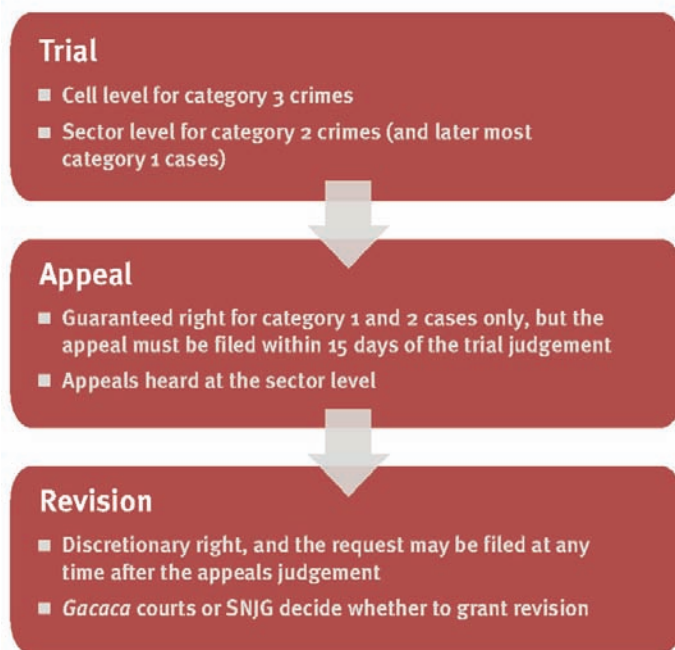 Trial
■ Cell level for category 3 crimes
■ Sector level for category 2 crimes (and later most
category 1 cases)
Appeal
■ Guaranteed right for category 1 and 2 cases only, but the
appeal must be filed within 15 days of the trial judgement
■ Appeals heard at the sector level
Revision
■ Discretionary right, and the request may be filed at any
time after the appeals judgement
■ Gacaca courts or SNJG decide whether to grant revision